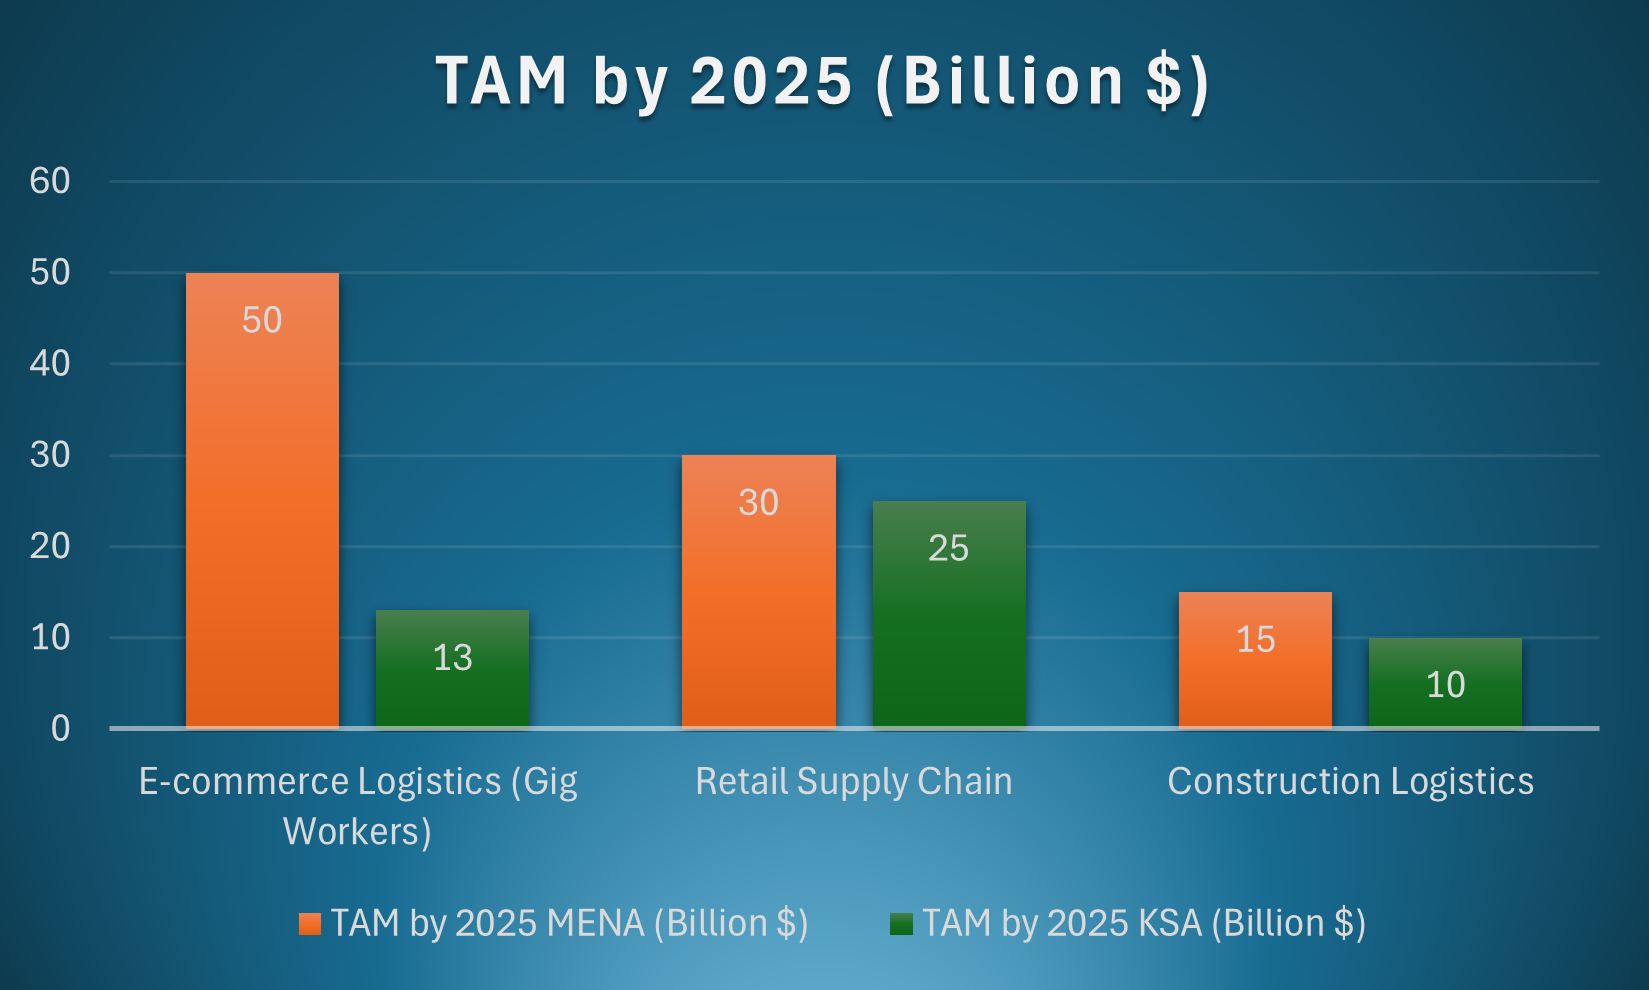 TAM by 2025 (Billion $)
60
50
40
30
20
10
0
50
13
30
25
15
10
E-commerce Logistics (Gig
Workers)
Retail Supply Chain
Construction Logistics
TAM by 2025 MENA (Billion $)
TAM by 2025 KSA (Billion $)